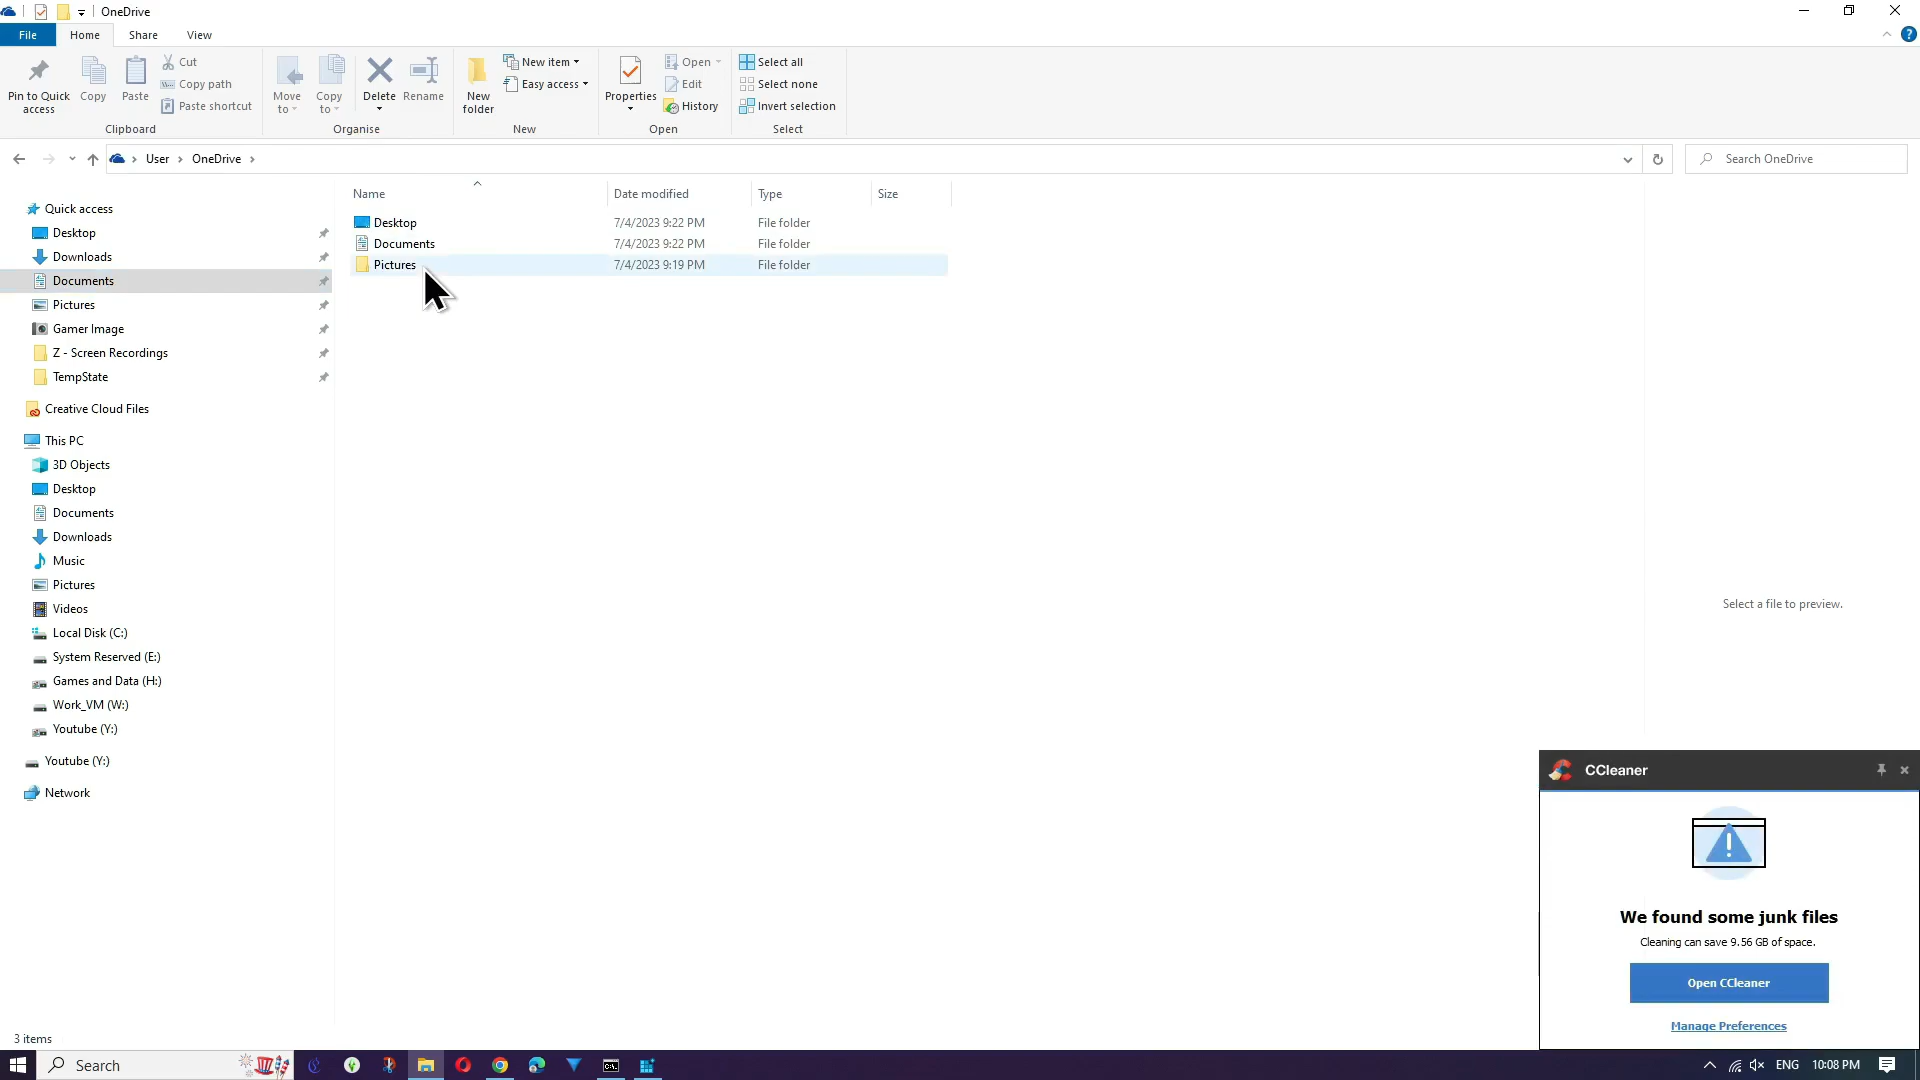 OneDrive
File Home Share View
Pin to Quick access
Copy
Paste
Cut
Copy path
Paste shortcut
Clipboard
Move to
Copy to
Delete
Rename
Organise
New folder
New item
Easy access
New
Properties
Open
Edit
History
Open
Select all
Select none
Invert selection
Select
User > OneDrive >
Search OneDrive
Name Date modified Type Size
Desktop 7/4/2023 9:22 PM File folder
Documents 7/4/2023 9:22 PM File folder
Pictures 7/4/2023 9:19 PM File folder
Quick access
Desktop
Downloads
Documents
Pictures
Gamer Image
Z - Screen Recordings
TempState
Creative Cloud Files
This PC
3D Objects
Desktop
Documents
Downloads
Music
Pictures
Videos
Local Disk (C:)
System Reserved (E:)
Games and Data (H:)
Work_VM (W:)
Youtube (Y:)
Youtube (Y:)
Network
Select a file to preview.
CCleaner
We found some junk files
Cleaning can save 9.56 GB of space.
Open CCleaner
Manage Preferences
3 items
Search
ENG 10:08 PM